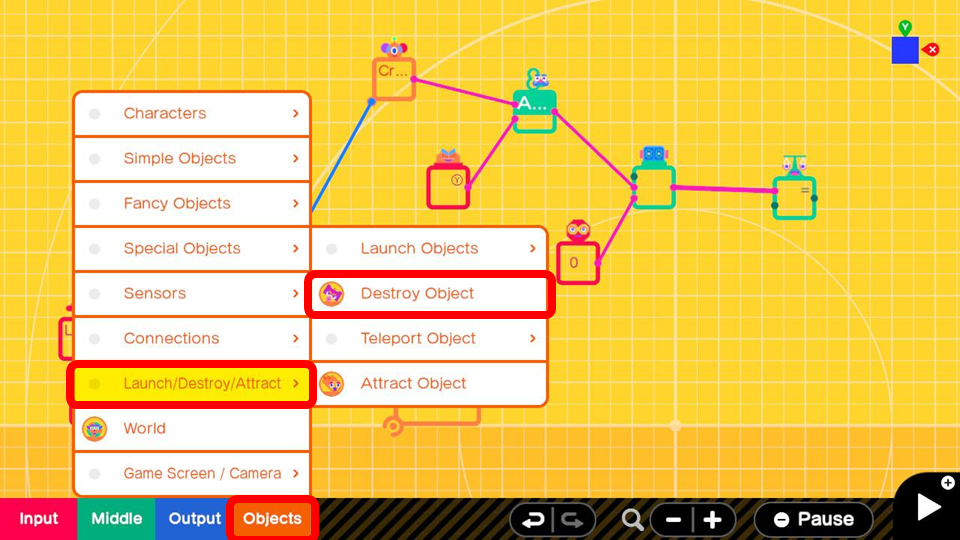 Y
X
Cr...
A...
Y
=
0
Characters
Simple Objects
Fancy Objects
Special Objects
Sensors
Connections
Launch/Destroy/Attract
World
Game Screen / Camera
Launch Objects
Destroy Object
Teleport Object
Attract Object
Input
Middle
Output
Objects
Pause